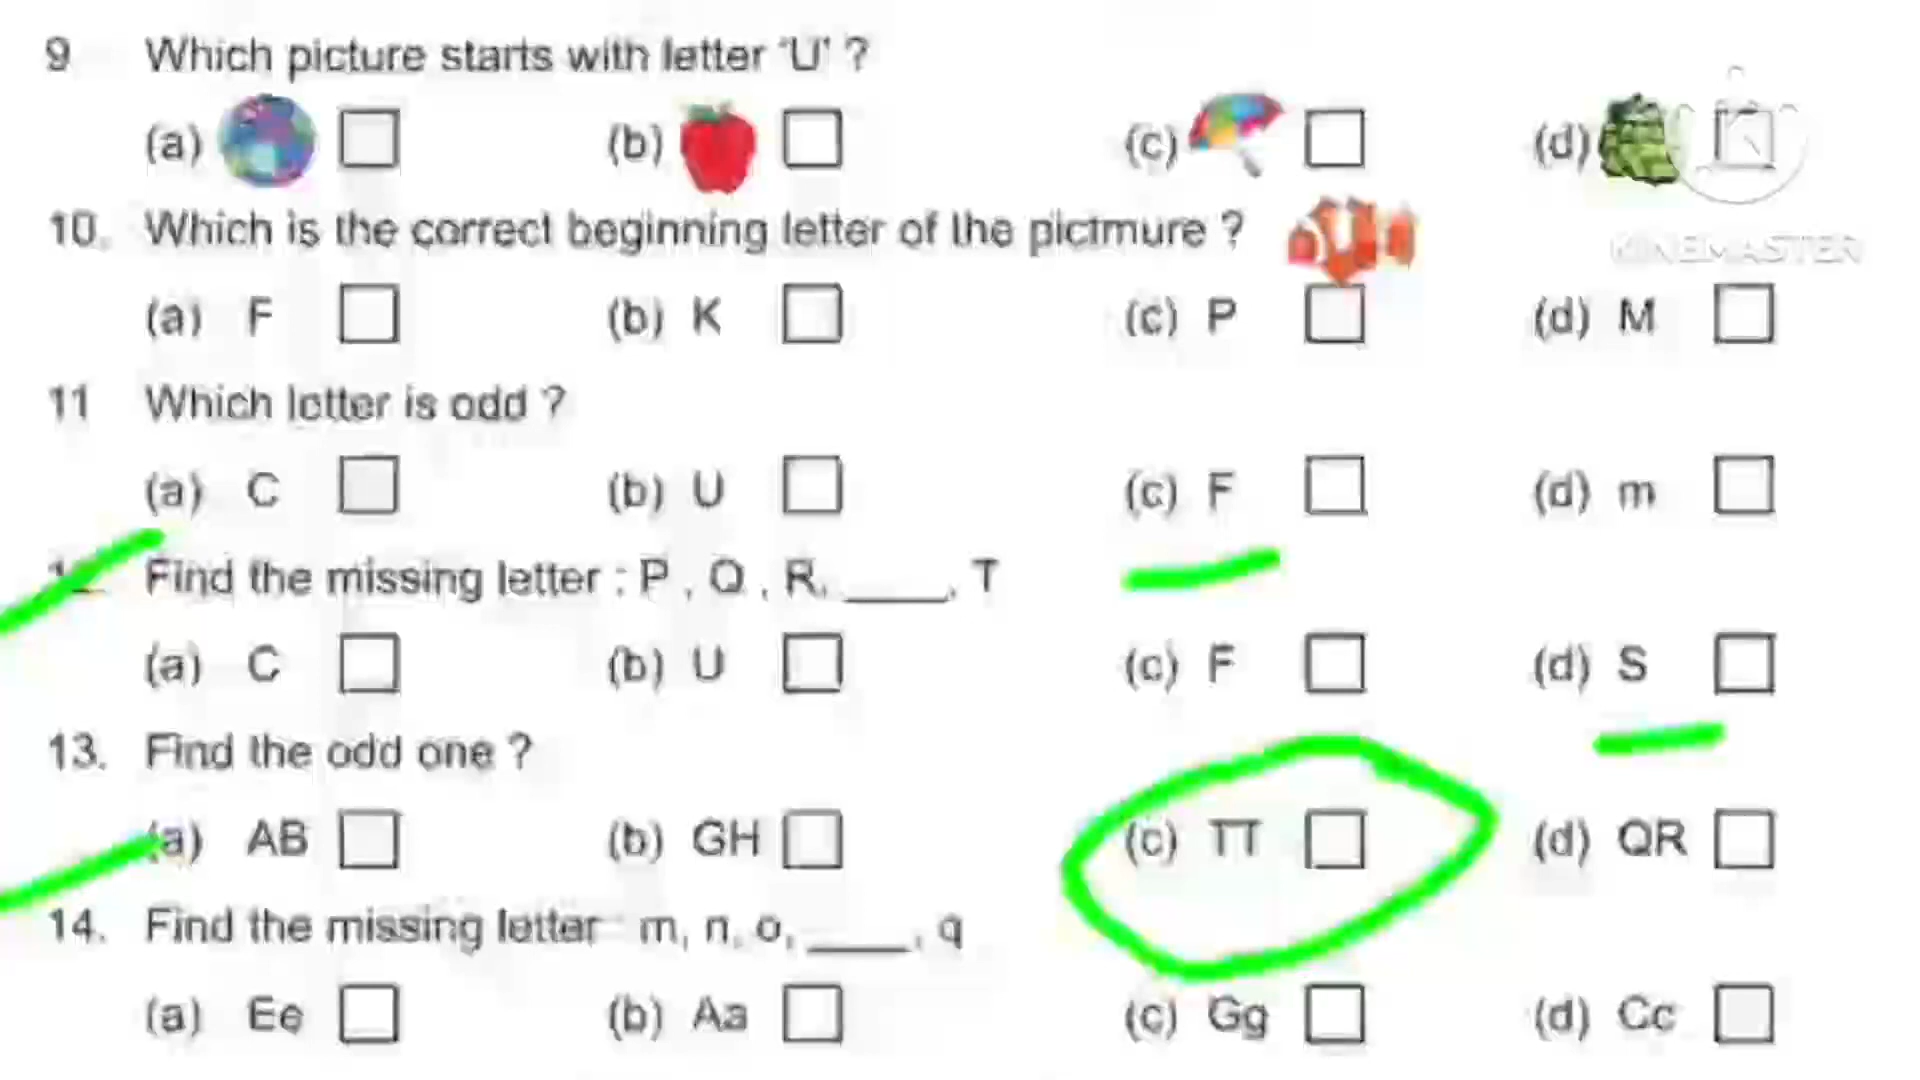 9 Which picture starts with letter 'U' ?
(a) (b) (c) (d)
KINEMASTER
10. Which is the correct beginning letter of the pictmure ?
(a) F (b) K (c) P (d) M
11 Which letter is odd ?
(a) C (b) U (c) F (d) m
Find the missing letter : P , Q , R, ____, T
(a) C (b) U (c) F (d) S
13. Find the odd one ?
(a) AB (b) GH (c) TT (d) QR
14. Find the missing letter : m, n, o, ____, q
(a) Ee (b) Aa (c) Gg (d) Cc